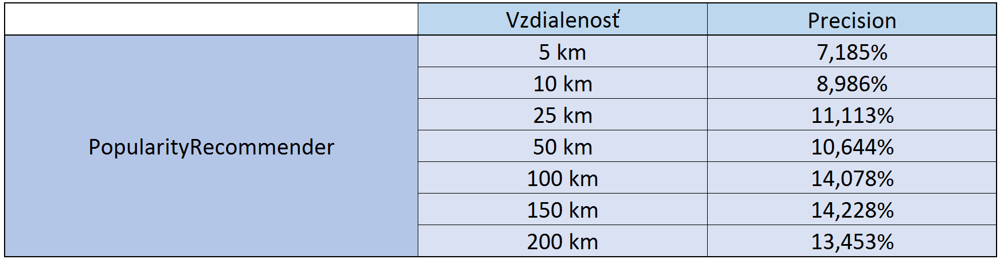 Vzdialenosť Precision
5 km 7,185%
10 km 8,986%
25 km 11,113%
PopularityRecommender 50 km 10,644%
100 km 14,078%
150 km 14,228%
200 km 13,453%